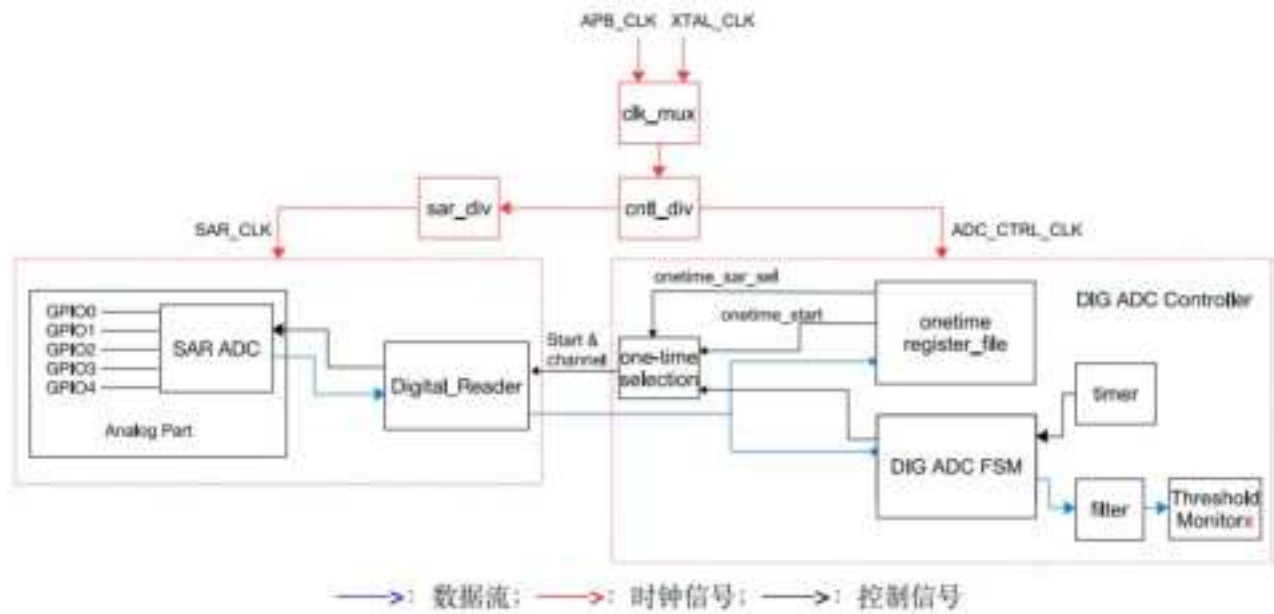 APB_CLK XTAL_CLK
clk_mux
sar_div
cntl_div
SAR_CLK
ADC_CTRL_CLK
onetime_sar_sel
DIG ADC Controller
GPIO0
GPIO1
GPIO2
GPIO3
GPIO4
SAR ADC
Analog Part
Digital_Reader
Start &
channel
one-time
selection
onetime_start
onetime
register_file
timer
DIG ADC FSM
filter
Threshold
Monitorx
: 数据流; : 时钟信号; : 控制信号